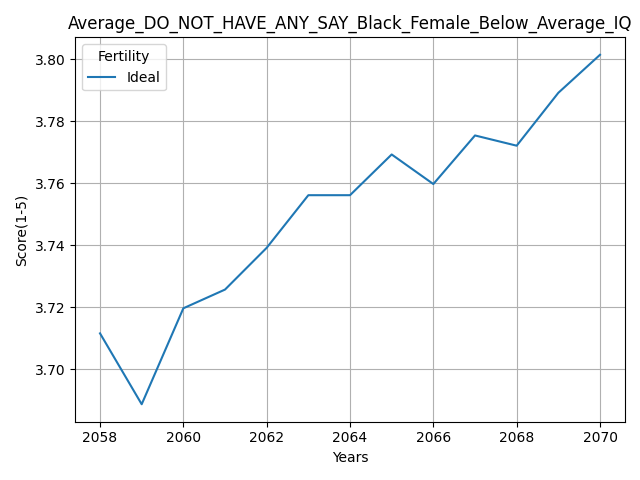 Average_DO_NOT_HAVE_ANY_SAY_Black_Female_Below_Average_IQ
Fertility
Ideal
Score(1-5)
3.80
3.78
3.76
3.74
3.72
3.70
2058
2060
2062
2064
2066
2068
2070
Years